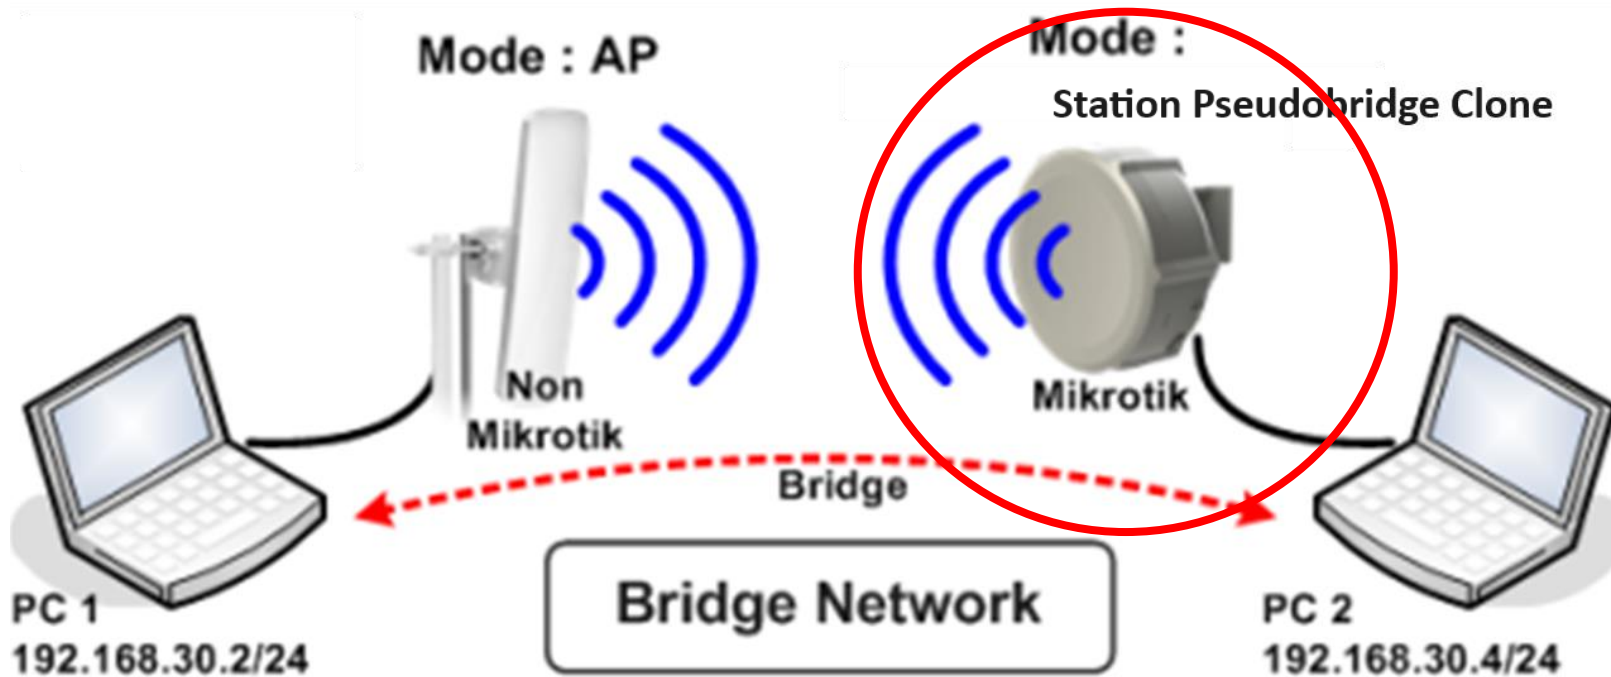 Mode : AP
Mode :
Station Pseudobridge Clone
Non
Mikrotik
Mikrotik
Bridge
Bridge Network
PC 1
192.168.30.2/24
PC 2
192.168.30.4/24